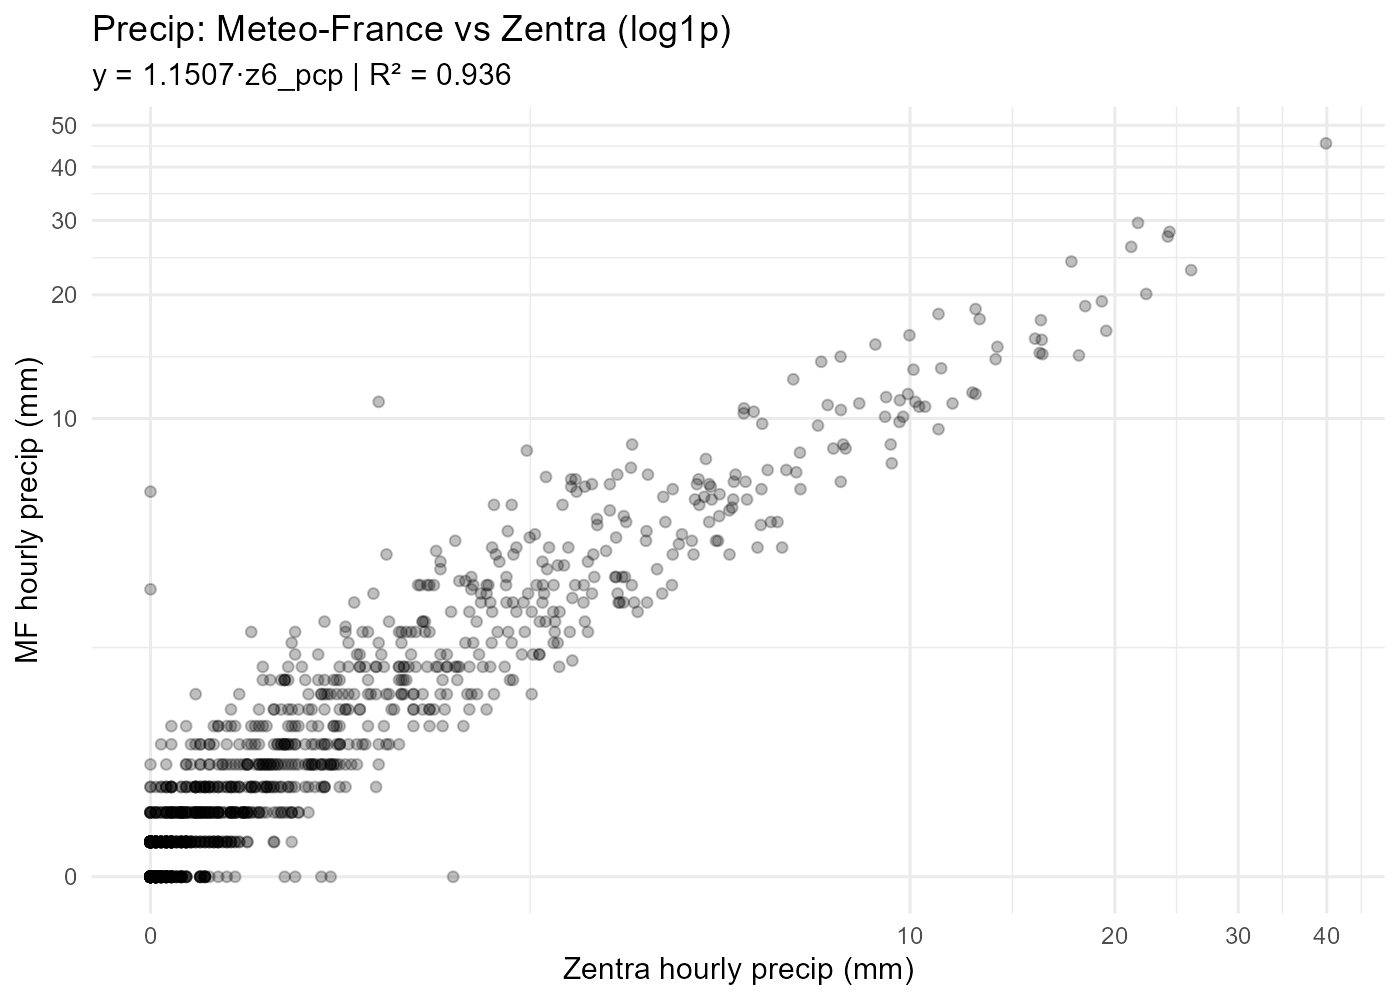 Precip: Meteo-France vs Zentra (log1p)
y = 1.1507·z6_pcp | R² = 0.936
50
40
30
20
10
0
MF hourly precip (mm)
0
10
20
30
40
Zentra hourly precip (mm)